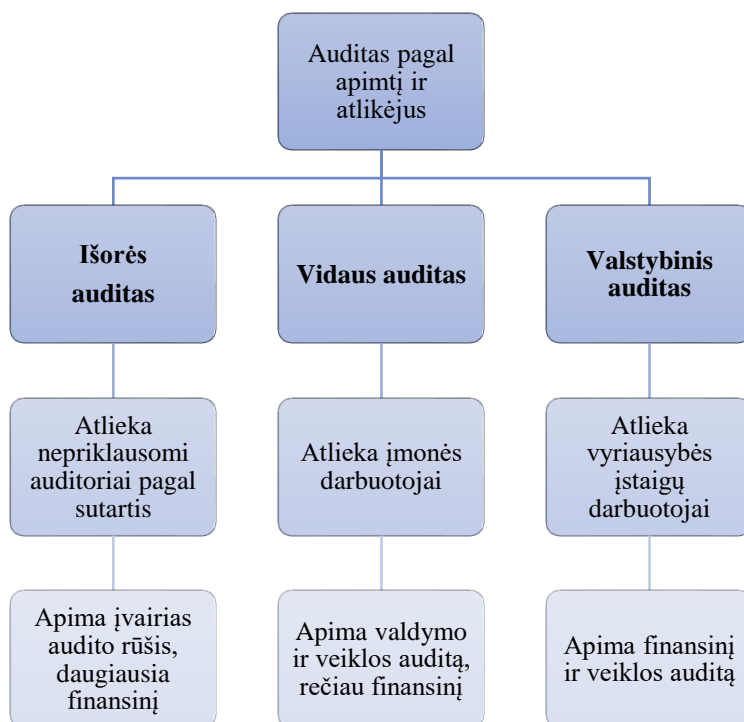 Auditas pagal
apimtį ir
atlikėjus
Išorės
auditas
Vidaus auditas
Valstybinis
auditas
Atlieka
nepriklausomi
auditoriai pagal
sutartis
Atlieka įmonės
darbuotojai
Atlieka
vyriausybės
įstaigų
darbuotojai
Apima įvairias
audito rūšis,
daugiausia
finansinį
Apima valdymo
ir veiklos auditą,
rečiau finansinį
Apima finansinį
ir veiklos auditą